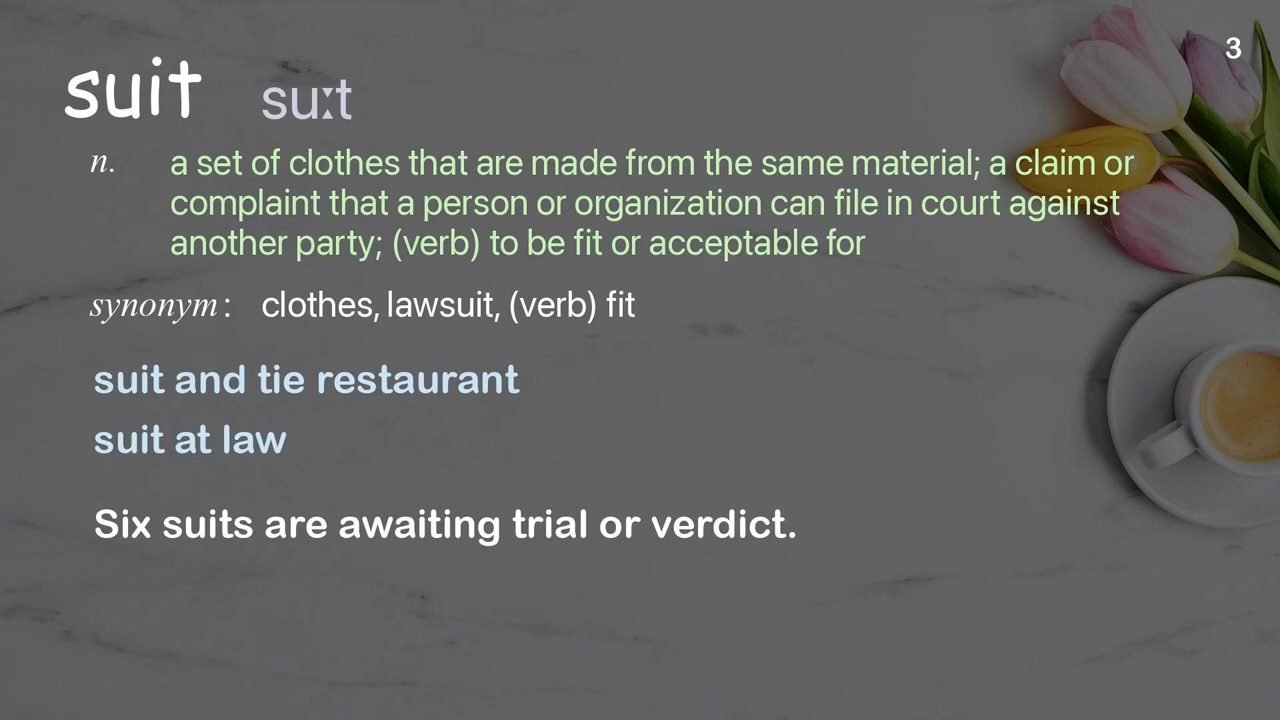 3
suit suːt
n. a set of clothes that are made from the same material; a claim or
complaint that a person or organization can file in court against
another party; (verb) to be fit or acceptable for
synonym: clothes, lawsuit, (verb) fit
suit and tie restaurant
suit at law
Six suits are awaiting trial or verdict.